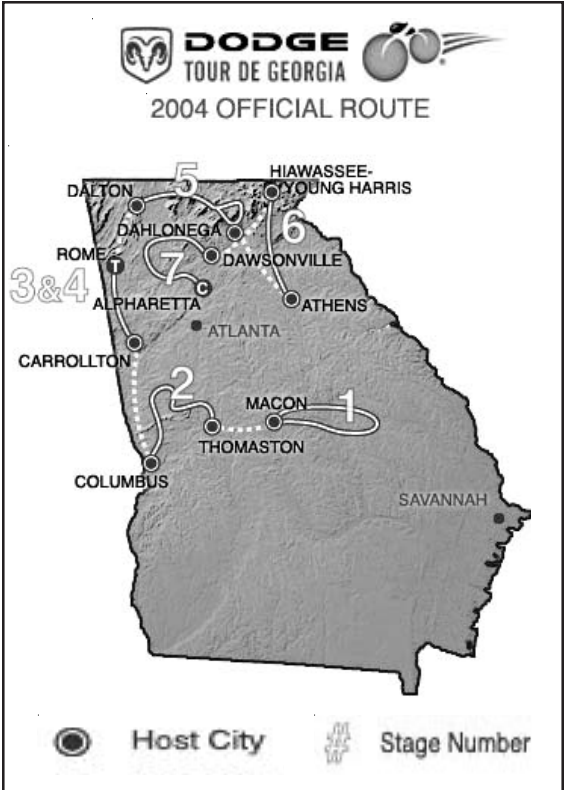 DODGE
TOUR DE GEORGIA
2004 OFFICIAL ROUTE
HIAWASSEE-
YOUNG HARRIS
DALTON
5
DAHLONEGA
6
ROME
T
7
DAWSONVILLE
3&4
C
ALPHARETTA
ATHENS
ATLANTA
CARROLLTON
2
MACON
1
THOMASTON
COLUMBUS
SAVANNAH
Host City
# Stage Number